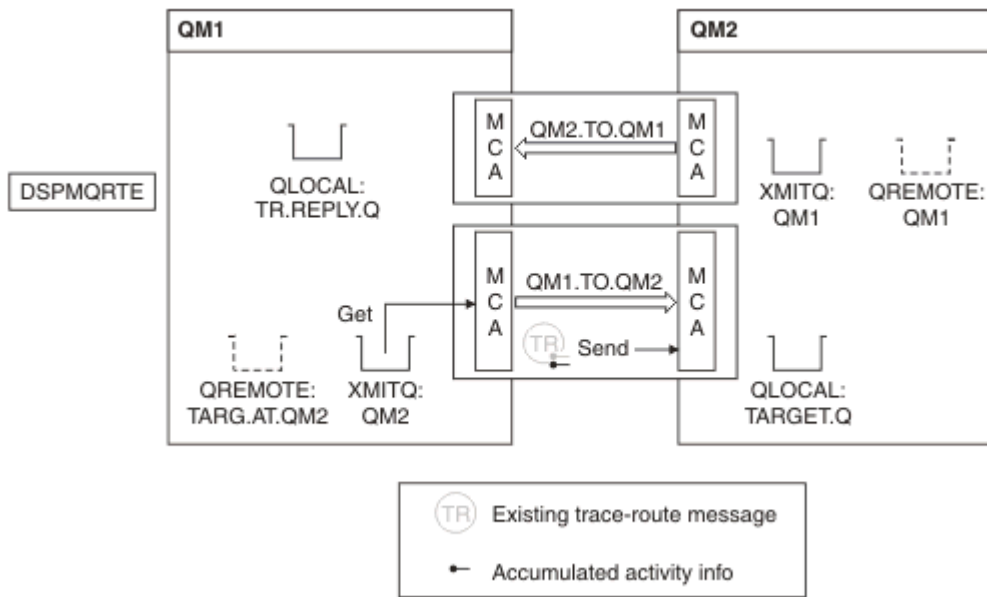 QM1
QM2
DSPMQRTE
QLOCAL:
TR.REPLY.Q
M
C
A
QM2.TO.QM1
M
C
A
XMITQ:
QM1
QREMOTE:
QM1
Get
M
C
A
QM1.TO.QM2
TR
Send
M
C
A
QREMOTE:
TARG.AT.QM2
XMITQ:
QM2
QLOCAL:
TARGET.Q
TR Existing trace-route message
Accumulated activity info